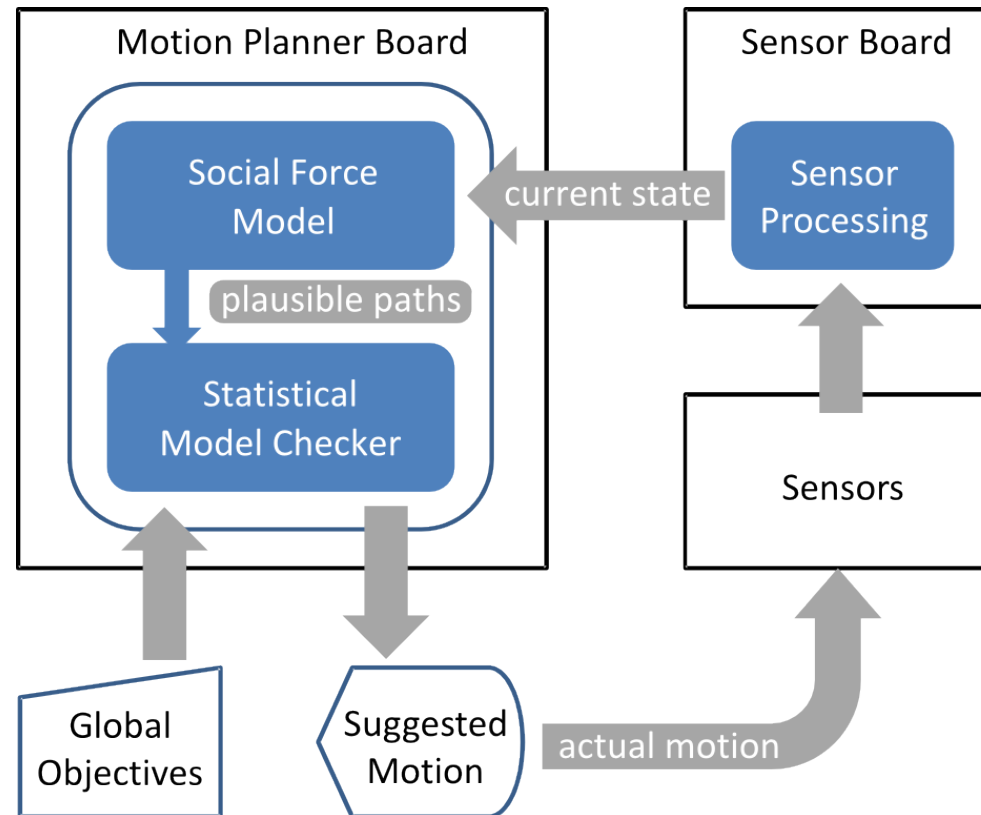 Motion Planner Board
Social Force
Model
plausible paths
Statistical
Model Checker
current state
Sensor Board
Sensor
Processing
Sensors
Global
Objectives
Suggested
Motion
actual motion